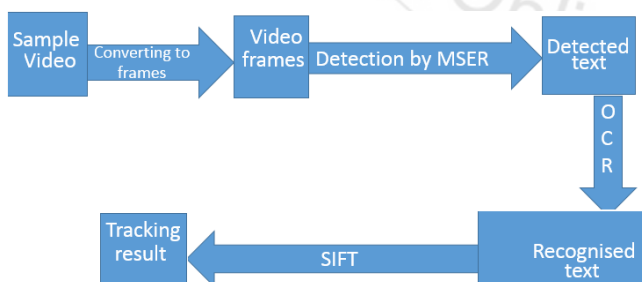 Sample
Video
Converting to
frames
Video
frames
Detection by MSER
Detected
text
O
C
R
Recognised
text
SIFT
Tracking
result